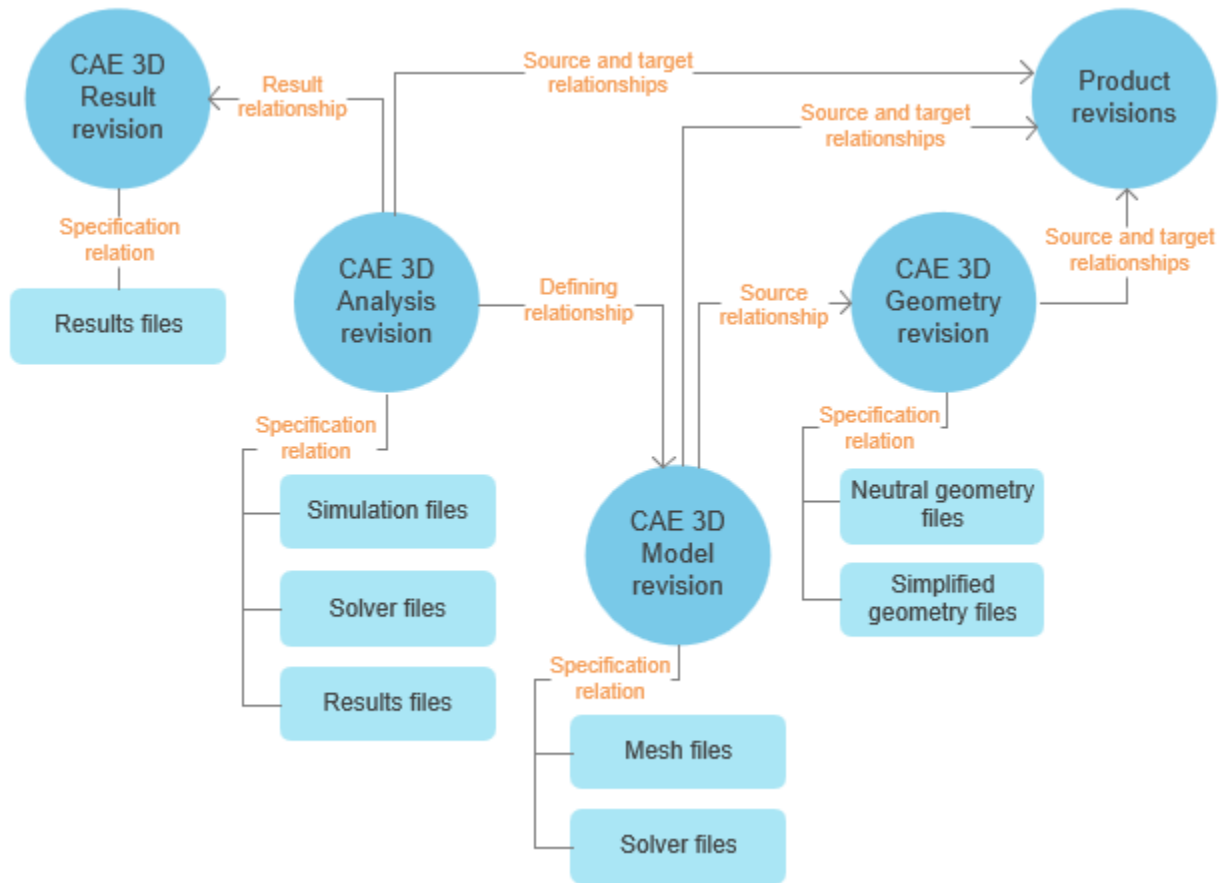 CAE 3D
Result
revision
Result
relationship
Source and target
relationships
Product
revisions
Source and target
relationships
Specification
relation
Results files
CAE 3D
Analysis
revision
Defining
relationship
Source
relationship
CAE 3D
Geometry
revision
Source and target
relationships
Specification
relation
Simulation files
Solver files
Results files
CAE 3D
Model
revision
Specification
relation
Neutral geometry
files
Simplified
geometry files
Specification
relation
Mesh files
Solver files